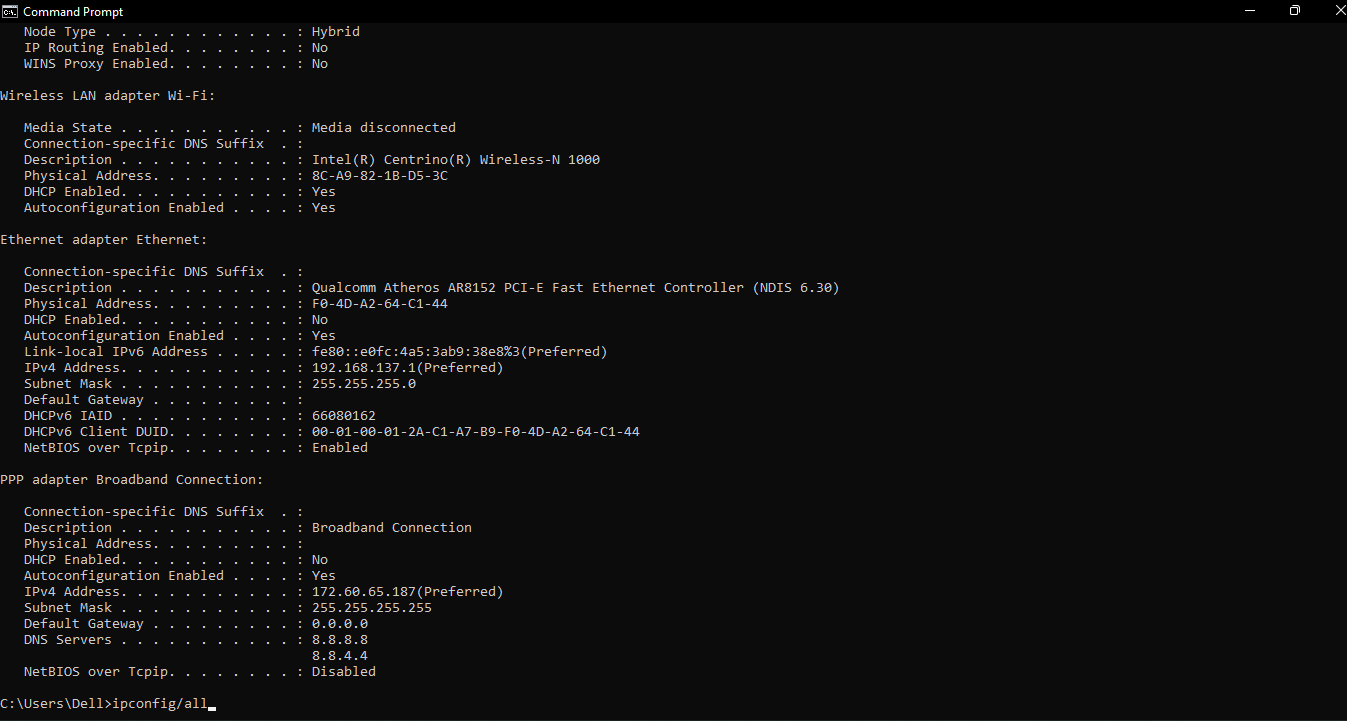 Command Prompt
Node Type . . . . . . . . . . . . : Hybrid
IP Routing Enabled. . . . . . . . : No
WINS Proxy Enabled. . . . . . . . : No
Wireless LAN adapter Wi-Fi:
Media State . . . . . . . . . . . : Media disconnected
Connection-specific DNS Suffix  . :
Description . . . . . . . . . . . : Intel(R) Centrino(R) Wireless-N 1000
Physical Address. . . . . . . . . : 8C-A9-82-1B-D5-3C
DHCP Enabled. . . . . . . . . . . : Yes
Autoconfiguration Enabled . . . . : Yes
Ethernet adapter Ethernet:
Connection-specific DNS Suffix  . :
Description . . . . . . . . . . . : Qualcomm Atheros AR8152 PCI-E Fast Ethernet Controller (NDIS 6.30)
Physical Address. . . . . . . . . : F0-4D-A2-64-C1-44
DHCP Enabled. . . . . . . . . . . : No
Autoconfiguration Enabled . . . . : Yes
Link-local IPv6 Address . . . . . : fe80::e0fc:4a5:3ab9:38e8%3(Preferred)
IPv4 Address. . . . . . . . . . . : 192.168.137.1(Preferred)
Subnet Mask . . . . . . . . . . . : 255.255.255.0
Default Gateway . . . . . . . . . :
DHCPv6 IAID . . . . . . . . . . . : 66080162
DHCPv6 Client DUID. . . . . . . . : 00-01-00-01-2A-C1-A7-B9-F0-4D-A2-64-C1-44
NetBIOS over Tcpip. . . . . . . . : Enabled
PPP adapter Broadband Connection:
Connection-specific DNS Suffix  . :
Description . . . . . . . . . . . : Broadband Connection
Physical Address. . . . . . . . . :
DHCP Enabled. . . . . . . . . . . : No
Autoconfiguration Enabled . . . . : Yes
IPv4 Address. . . . . . . . . . . : 172.60.65.187(Preferred)
Subnet Mask . . . . . . . . . . . : 255.255.255.255
Default Gateway . . . . . . . . . : 0.0.0.0
DNS Servers . . . . . . . . . . . : 8.8.8.8
8.8.4.4
NetBIOS over Tcpip. . . . . . . . : Disabled
C:\Users\Dell>ipconfig/all